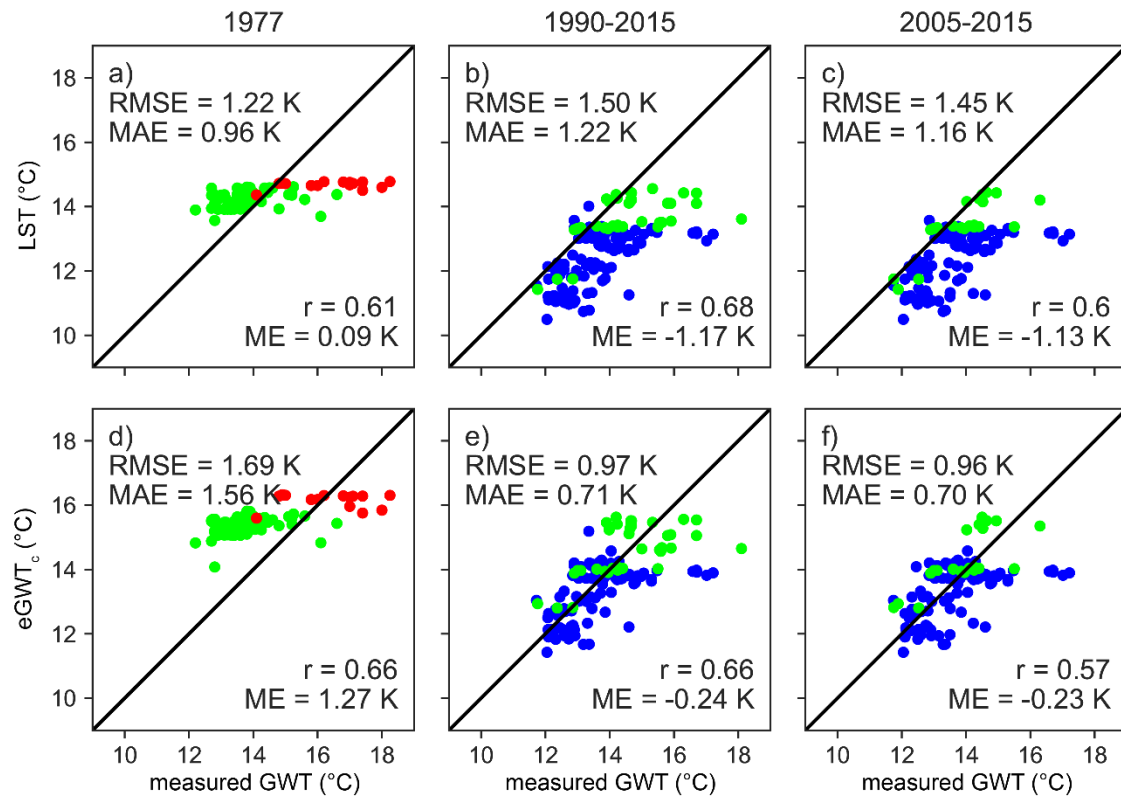 1977
1990-2015
2005-2015
LST (°C)
18
16
14
12
10
a)
RMSE = 1.22 K
MAE = 0.96 K
r = 0.61
ME = 0.09 K
b)
RMSE = 1.50 K
MAE = 1.22 K
r = 0.68
ME = -1.17 K
c)
RMSE = 1.45 K
MAE = 1.16 K
r = 0.6
ME = -1.13 K
eGWTc (°C)
18
16
14
12
10
d)
RMSE = 1.69 K
MAE = 1.56 K
r = 0.66
ME = 1.27 K
e)
RMSE = 0.97 K
MAE = 0.71 K
r = 0.66
ME = -0.24 K
f)
RMSE = 0.96 K
MAE = 0.70 K
r = 0.57
ME = -0.23 K
10 12 14 16 18
10 12 14 16 18
10 12 14 16 18
measured GWT (°C)
measured GWT (°C)
measured GWT (°C)